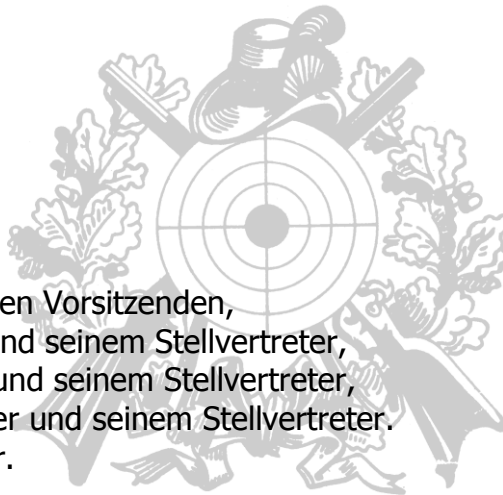 en Vorsitzenden,
nd seinem Stellvertreter,
und seinem Stellvertreter,
er und seinem Stellvertreter.
r.